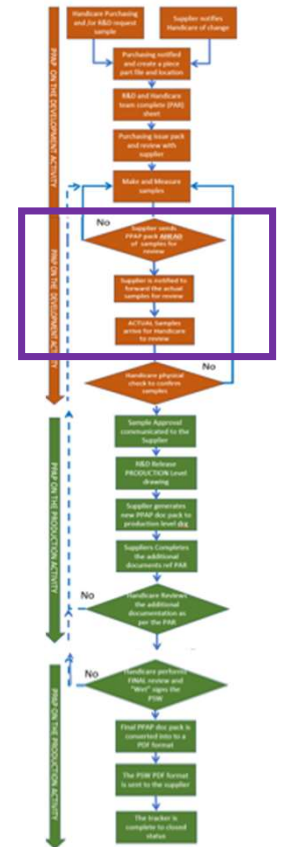 Handicare Purchasing
and /or R&D request
sample
Supplier notifies
Handicare of change
Purchasing notified
and create a piece
part file and location
R&D and Handicare
team complete (PAR)
sheet
Purchasing issue pack
and review with
supplier
Make and Measure
samples
No
Supplier sends
PPAP pack AHEAD
of samples for
review
Supplier is notified to
forward the actual
samples for review
ACTUAL Samples
arrive for Handicare
to review
No
Handicare physical
check to confirm
samples
PPAP ON THE DEVELOPMENT ACTIVITY
PPAP ON THE DEVELOPMENT ACTIVITY
Sample Approval
communicated to the
Supplier
R&D Release
PRODUCTION Level
drawing
Supplier generates
new PPAP doc pack to
production level dwg
Suppliers Completes
the additional
documents ref PAR
No
Handicare Reviews
the additional
documentation as
per the PAR
PPAP ON THE PRODUCTION ACTIVITY
No
Handicare performs
FINAL review and
"Wet" signs the
PSW
Final PPAP doc pack is
converted into to a
PDF format
The PSW PDF format
is sent to the supplier
The tracker is
complete to closed
status
PPAP ON THE PRODUCTION ACTIVITY